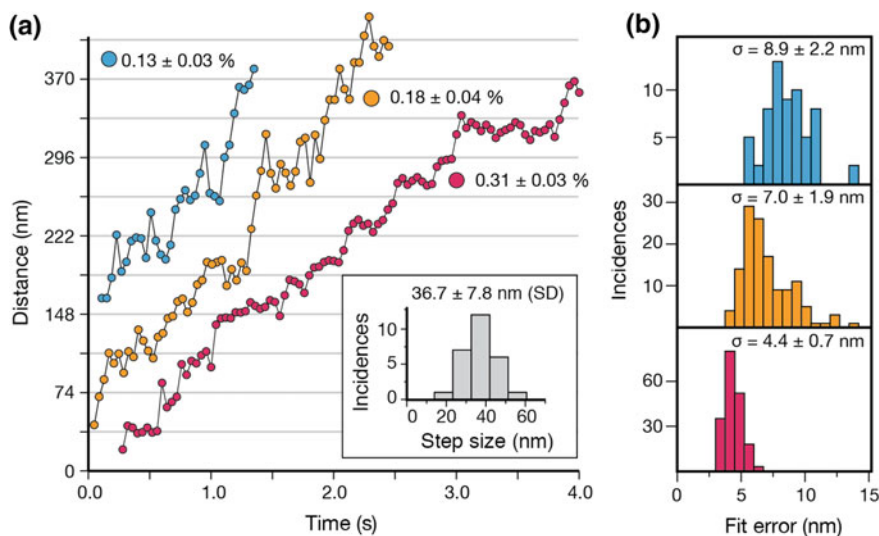 (a)
0.13 ± 0.03 %
0.18 ± 0.04 %
0.31 ± 0.03 %
Distance (nm)
370
296
222
148
74
0
0.0 1.0 2.0 3.0 4.0
Time (s)
36.7 ± 7.8 nm (SD)
Incidences
10
5
0
0 20 40 60
Step size (nm)
(b)
σ = 8.9 ± 2.2 nm
10
5
σ = 7.0 ± 1.9 nm
30
20
10
Incidences
σ = 4.4 ± 0.7 nm
60
30
0 5 10 15
Fit error (nm)